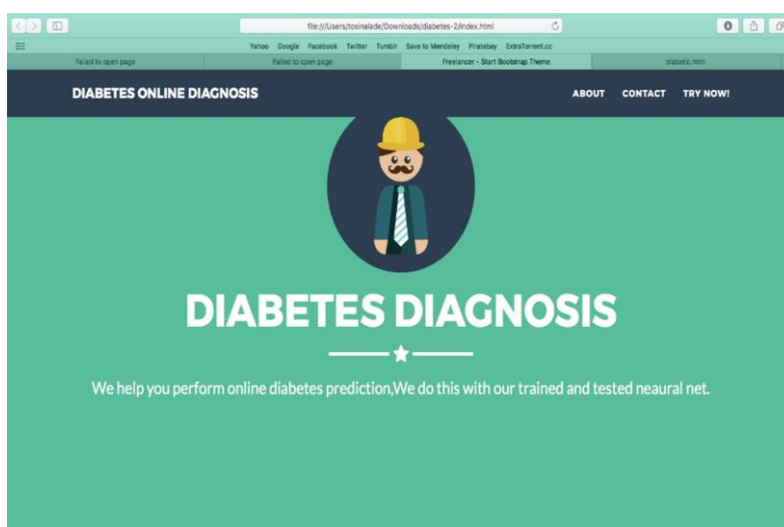 file:///Users/tosinalade/Downloads/diabetes-2/index.html
Yahoo Google Facebook Twitter Tumblr Save to Mendeley Piratebay ExtraTorrent.cc
Failed to open page Failed to open page Freelancer - Start Bootstrap Theme diabetic.html
DIABETES ONLINE DIAGNOSIS ABOUT CONTACT TRY NOW!
DIABETES DIAGNOSIS
We help you perform online diabetes prediction,We do this with our trained and tested neaural net.